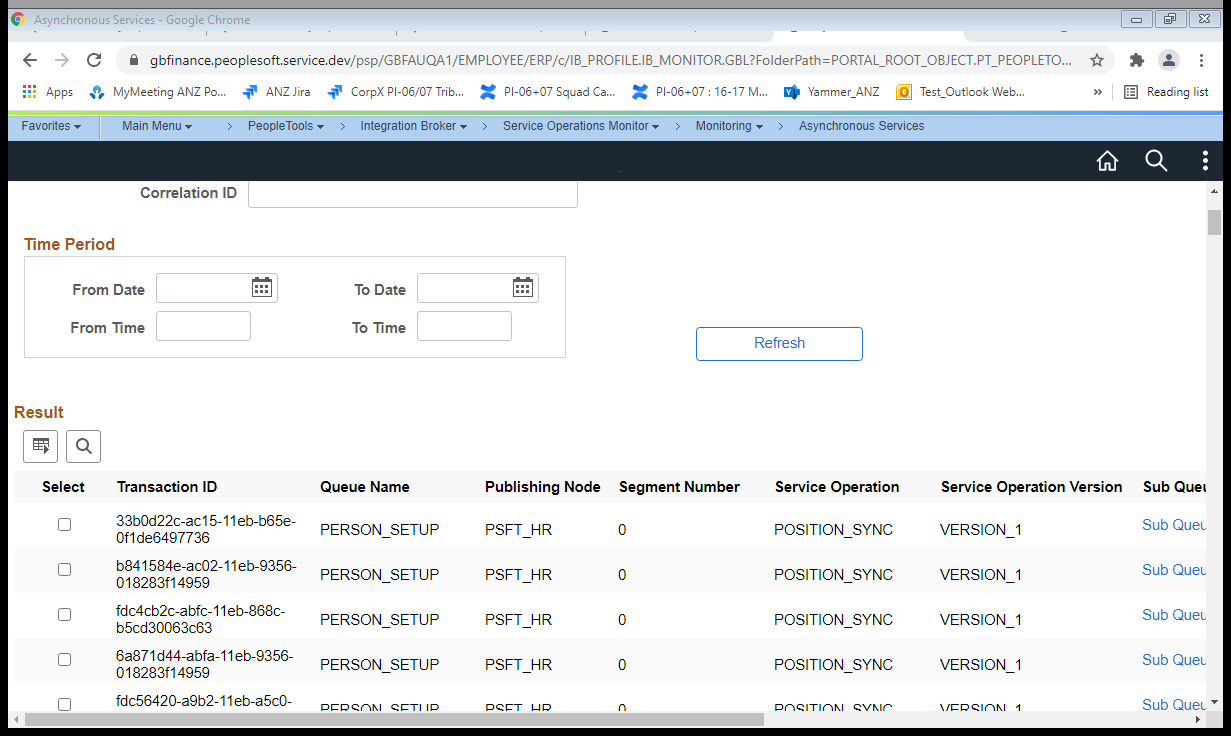 Asynchronous Services - Google Chrome
gbfinance.peoplesoft.service.dev/psp/GBFAUQA1/EMPLOYEE/ERP/c/IB_PROFILE.IB_MONITOR.GBL?FolderPath=PORTAL_ROOT_OBJECT.PT_PEOPLETO...
Apps MyMeeting ANZ Po... ANZ Jira CorpX PI-06/07 Trib... PI-06+07 Squad Ca... PI-06+07 : 16-17 M... Yammer_ANZ Test_Outlook Web... » Reading list
Favorites Main Menu > PeopleTools > Integration Broker > Service Operations Monitor > Monitoring > Asynchronous Services
Correlation ID
Time Period
From Date To Date
From Time To Time
Refresh
Result
Select Transaction ID Queue Name Publishing Node Segment Number Service Operation Service Operation Version Sub Queu
33b0d22c-ac15-11eb-b65e-
0f1de6497736 PERSON_SETUP PSFT_HR 0 POSITION_SYNC VERSION_1 Sub Queu
b841584e-ac02-11eb-9356-
018283f14959 PERSON_SETUP PSFT_HR 0 POSITION_SYNC VERSION_1 Sub Queu
fdc4cb2c-abfc-11eb-868c-
b5cd30063c63 PERSON_SETUP PSFT_HR 0 POSITION_SYNC VERSION_1 Sub Queu
6a871d44-abfa-11eb-9356-
018283f14959 PERSON_SETUP PSFT_HR 0 POSITION_SYNC VERSION_1 Sub Queu
fdc56420-a9b2-11eb-a5c0-
PERSON_SETUP PSFT_HR 0 POSITION_SYNC VERSION_1 Sub Queu